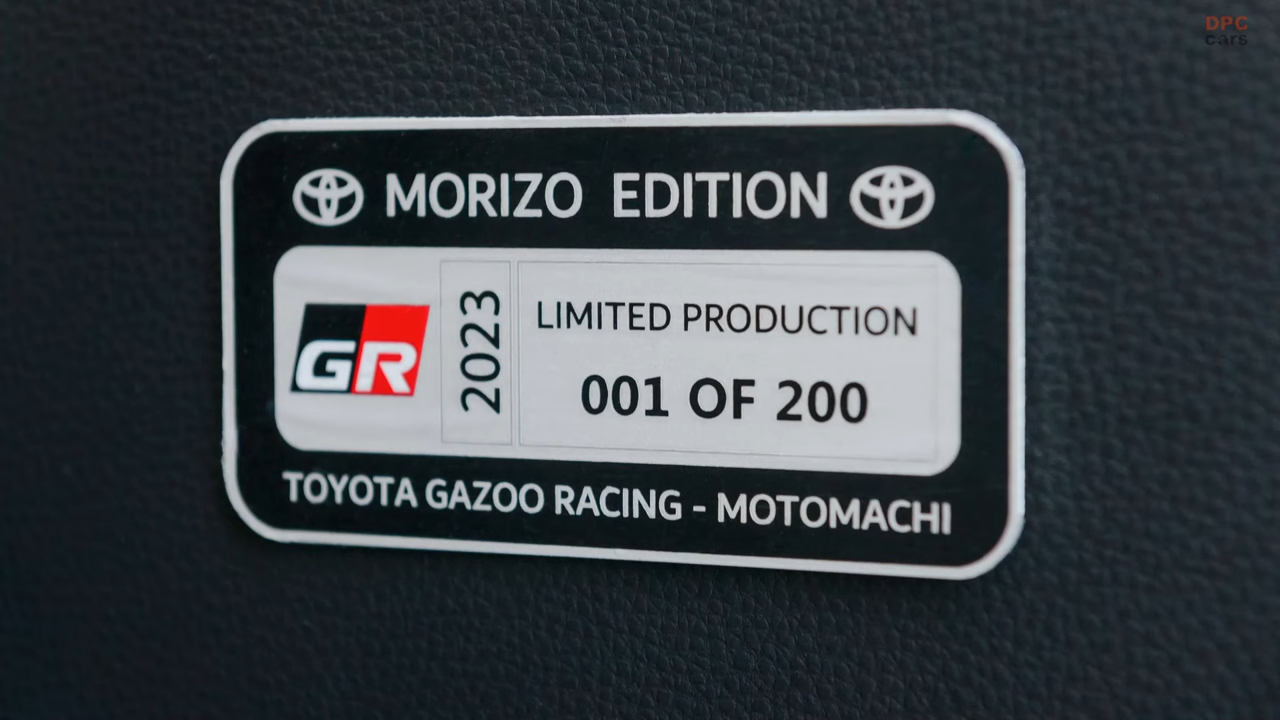 DPC
cars
MORIZO EDITION
GR
2023
LIMITED PRODUCTION
001 OF 200
TOYOTA GAZOO RACING - MOTOMACHI